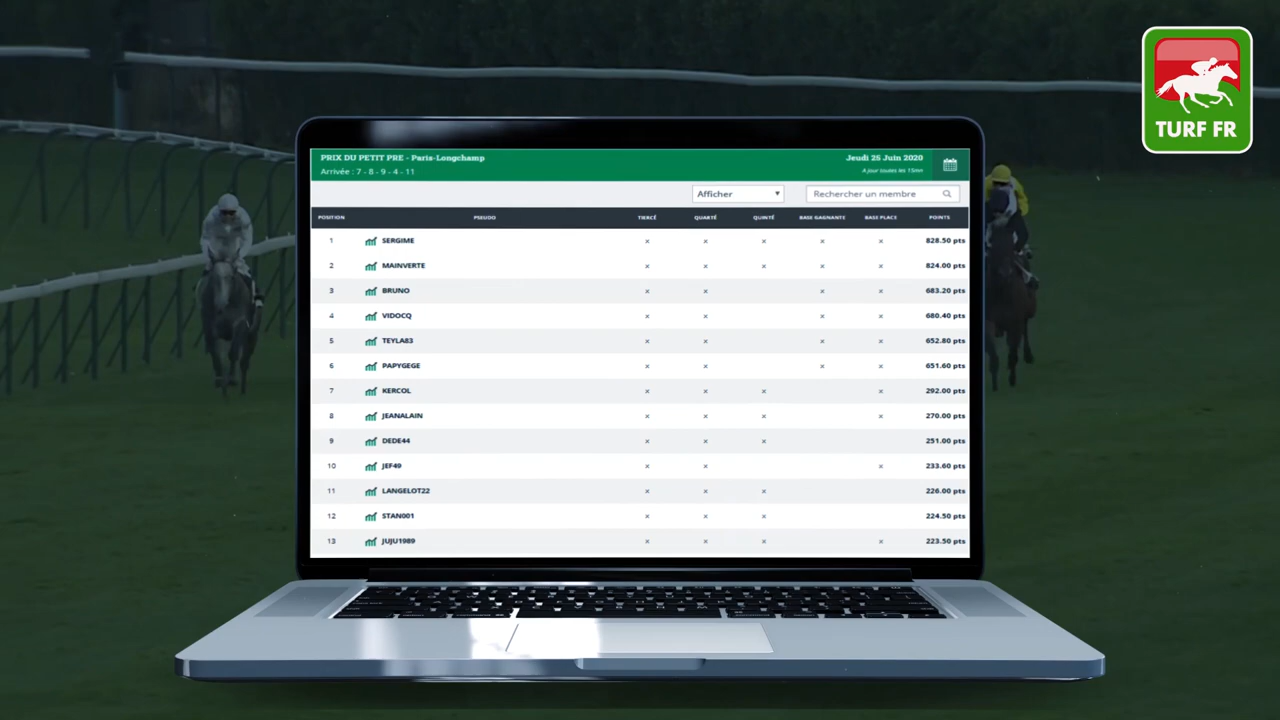 TURF FR
PRIX DU PETIT PRE - Paris-Longchamp
Jeudi 25 Juin 2020
Arrivée : 7 - 8 - 9 - 4 - 11
A jour toutes les 15mn
Afficher ▼ Rechercher un membre
POSITION PSEUDO TIERCÉ QUARTÉ QUINTÉ BASE GAGNANTE BASE PLACE POINTS
1 SERGIME × × × × × 828.50 pts
2 MAINVERTE × × × × × 824.00 pts
3 BRUNO × × × × 683.20 pts
4 VIDOCQ × × × × 680.40 pts
5 TEYLA83 × × × × 652.80 pts
6 PAPYGEGE × × × × 651.60 pts
7 KERCOL × × × × 292.00 pts
8 JEANALAIN × × × × 270.00 pts
9 DEDE44 × × × 251.00 pts
10 JEF49 × × × 233.60 pts
11 LANGELOT22 × × × 226.00 pts
12 STAN001 × × × 224.50 pts
13 JUJU1989 × × × × 223.50 pts